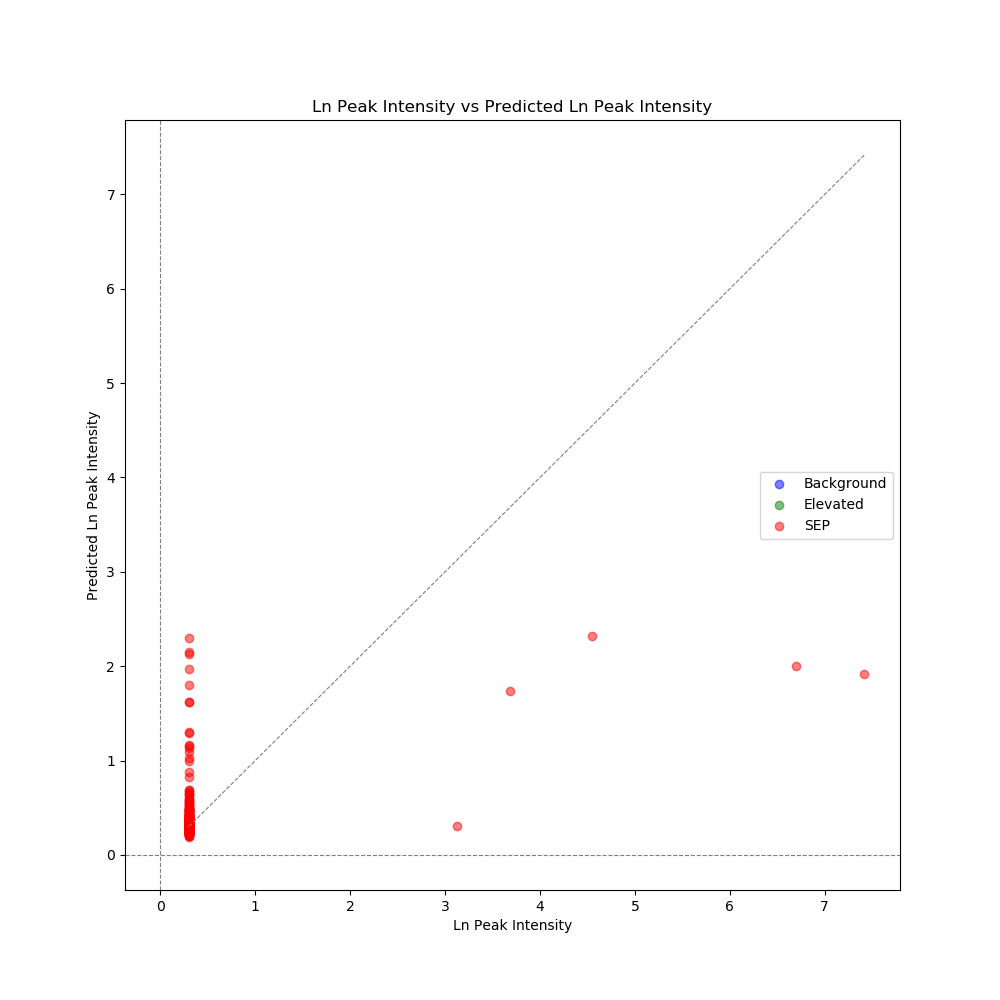 Ln Peak Intensity vs Predicted Ln Peak Intensity
7
6
5
4
3
2
1
0
Predicted Ln Peak Intensity
Background
Elevated
SEP
0 1 2 3 4 5 6 7
Ln Peak Intensity